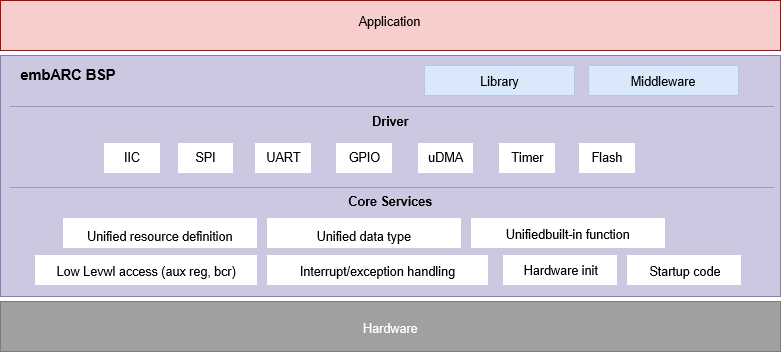 Application
embARC BSP
Library
Middleware
Driver
IIC
SPI
UART
GPIO
uDMA
Timer
Flash
Core Services
Unified resource definition
Unified data type
Unifiedbuilt-in function
Low Levwl access (aux reg, bcr)
Interrupt/exception handling
Hardware init
Startup code
Hardware